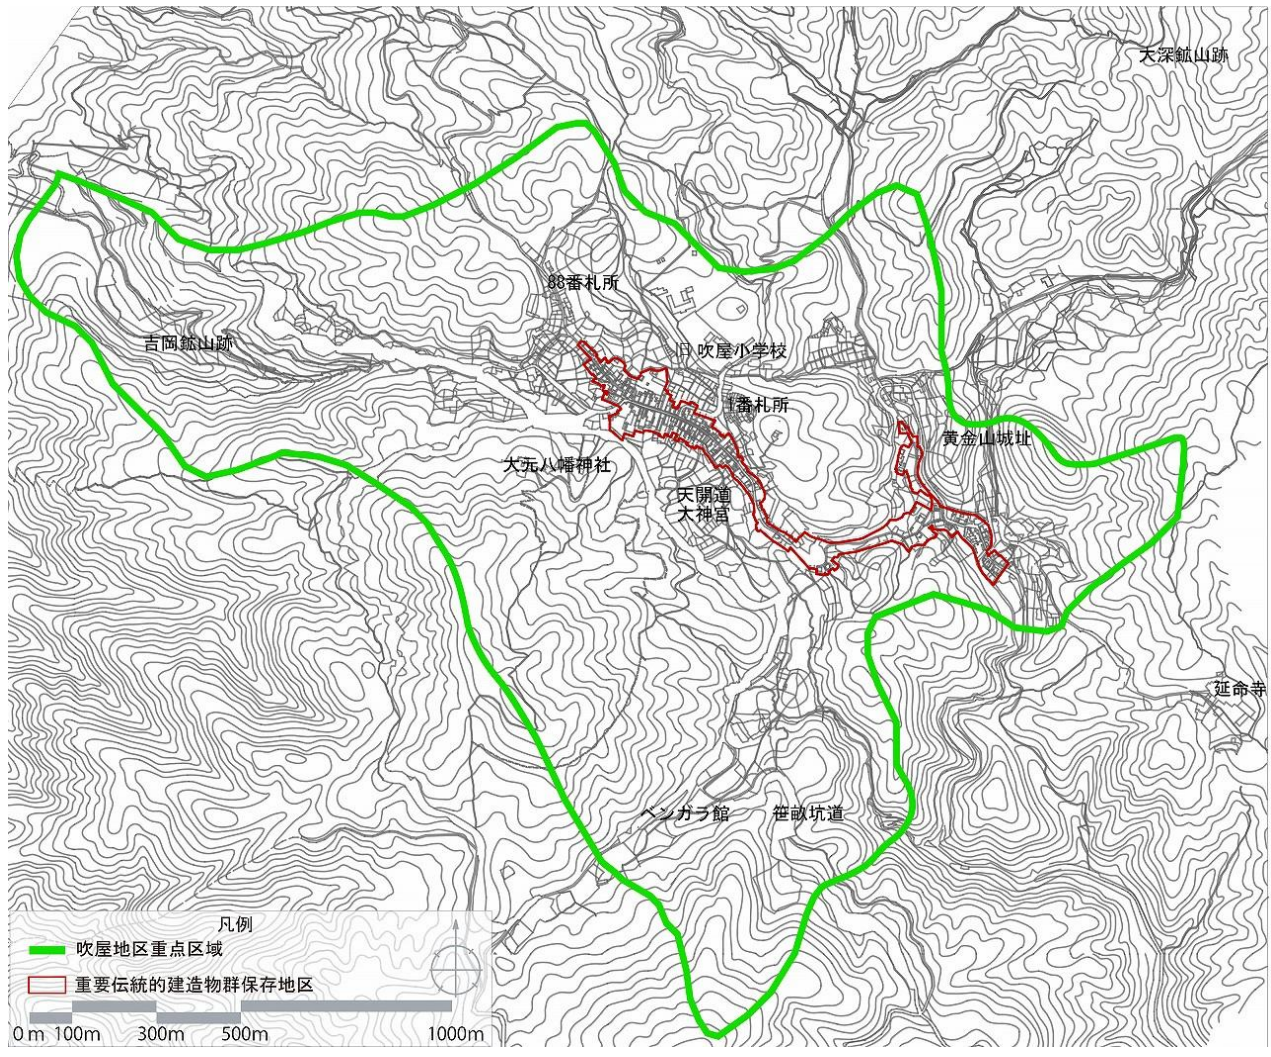 大深鉱山跡
88番札所
吉岡鉱山跡
旧 吹屋小学校
1番札所
黄金山城址
大元八幡神社
天開道
大神宮
延命寺
ベンガラ館
笹畝坑道
凡例
吹屋地区重点区域
重要伝統的建造物群保存地区
0 m 100m 300m 500m 1000m